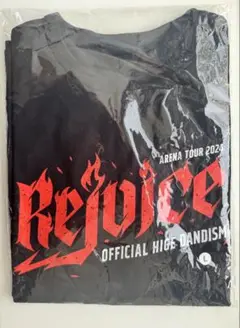 ARENA TOUR 2024
Rejoice
OFFICIAL HIGE DANDISM
L